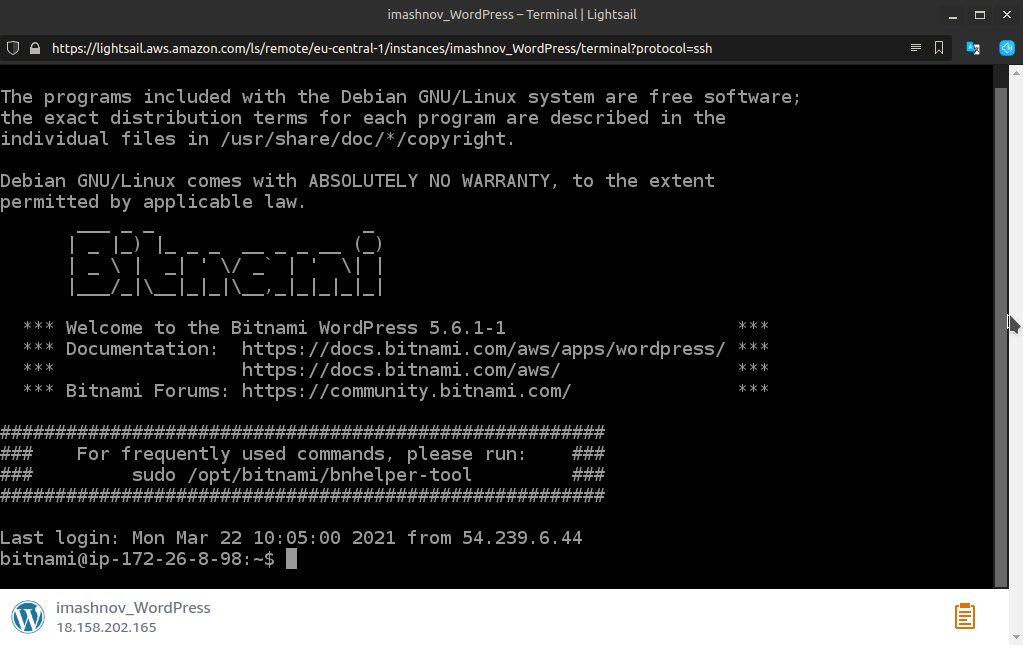 imashnov_WordPress – Terminal | Lightsail
https://lightsail.aws.amazon.com/ls/remote/eu-central-1/instances/imashnov_WordPress/terminal?protocol=ssh
The programs included with the Debian GNU/Linux system are free software;
the exact distribution terms for each program are described in the
individual files in /usr/share/doc/*/copyright.
Debian GNU/Linux comes with ABSOLUTELY NO WARRANTY, to the extent
permitted by applicable law.
Bitnami
*** Welcome to the Bitnami WordPress 5.6.1-1 ***
*** Documentation: https://docs.bitnami.com/aws/apps/wordpress/ ***
*** https://docs.bitnami.com/aws/ ***
*** Bitnami Forums: https://community.bitnami.com/ ***
#######################################################
### For frequently used commands, please run: ###
### sudo /opt/bitnami/bnhelper-tool ###
#######################################################
Last login: Mon Mar 22 10:05:00 2021 from 54.239.6.44
bitnami@ip-172-26-8-98:~$
imashnov_WordPress
18.158.202.165